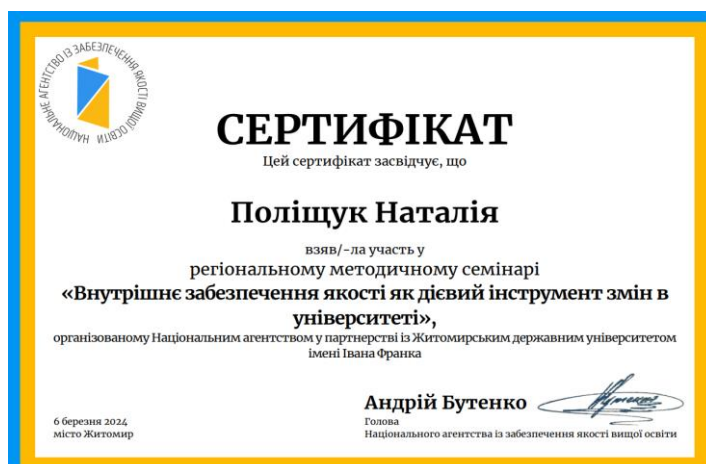 НАЦІОНАЛЬНЕ АГЕНТСТВО ІЗ ЗАБЕЗПЕЧЕННЯ ЯКОСТІ ВИЩОЇ ОСВІТИ
СЕРТИФІКАТ
Цей сертифікат засвідчує, що
Поліщук Наталія
взяв/-ла участь у
регіональному методичному семінарі
«Внутрішнє забезпечення якості як дієвий інструмент змін в
університеті»,
організованому Національним агентством у партнерстві із Житомирським державним університетом
імені Івана Франка
6 березня 2024
місто Житомир
Андрій Бутенко
Голова
Національного агентства із забезпечення якості вищої освіти